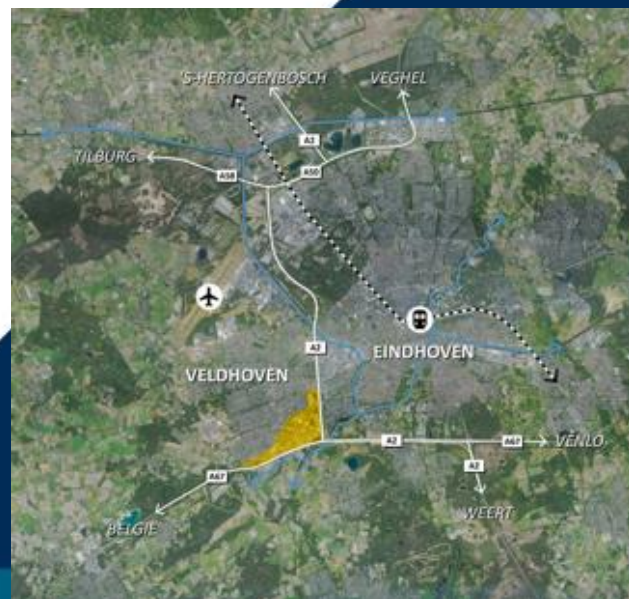 'S-HERTOGENBOSCH
VEGHEL
A2
TILBURG
A58
A50
A2
EINDHOVEN
VELDHOVEN
A2
A67
VENLO
A67
A2
WEERT
BELGIE